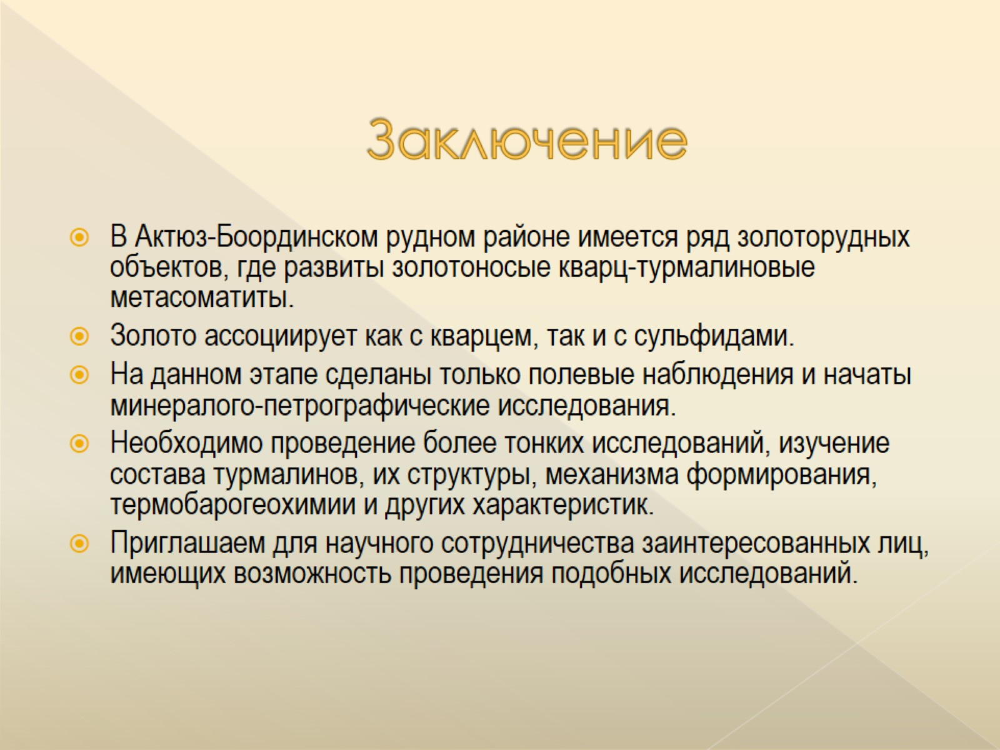 Заключение
В Актюз-Боординском рудном районе имеется ряд золоторудных
объектов, где развиты золотоносые кварц-турмалиновые
метасоматиты.
Золото ассоциирует как с кварцем, так и с сульфидами.
На данном этапе сделаны только полевые наблюдения и начаты
минералого-петрографические исследования.
Необходимо проведение более тонких исследований, изучение
состава турмалинов, их структуры, механизма формирования,
термобарогеохимии и других характеристик.
Приглашаем для научного сотрудничества заинтересованных лиц,
имеющих возможность проведения подобных исследований.